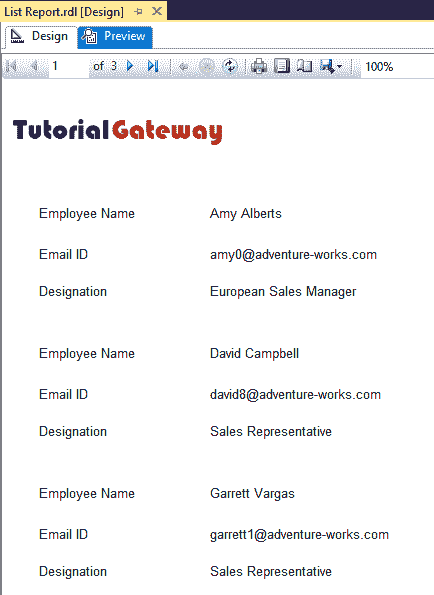 List Report.rdl [Design]
Design Preview
1 of 3 100%
TutorialGateway
Employee Name Amy Alberts
Email ID amy0@adventure-works.com
Designation European Sales Manager
Employee Name David Campbell
Email ID david8@adventure-works.com
Designation Sales Representative
Employee Name Garrett Vargas
Email ID garrett1@adventure-works.com
Designation Sales Representative